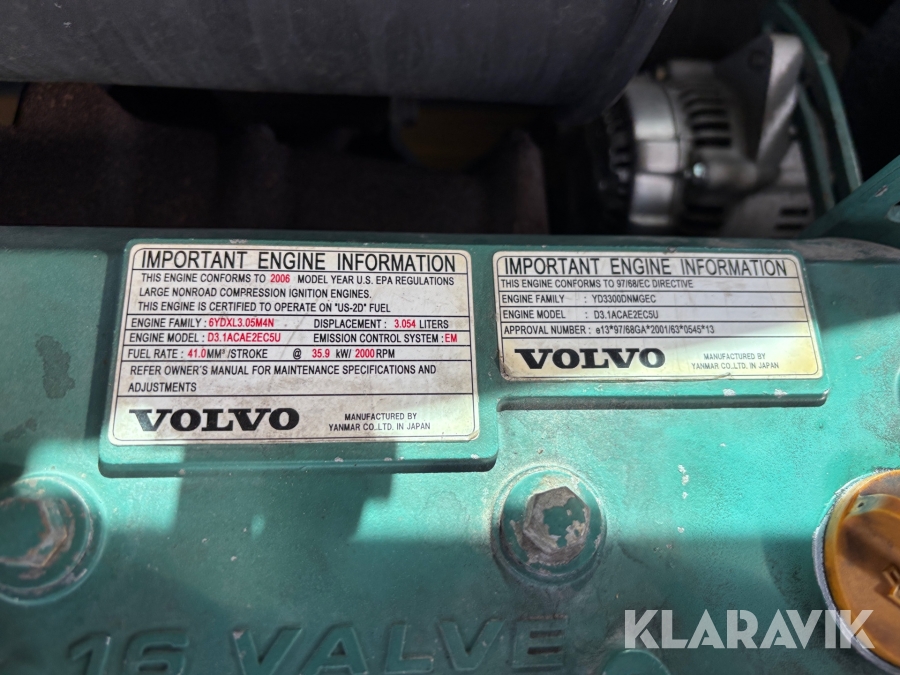 IMPORTANT ENGINE INFORMATION
THIS ENGINE CONFORMS TO 2006 MODEL YEAR U.S. EPA REGULATIONS
LARGE NONROAD COMPRESSION IGNITION ENGINES.
THIS ENGINE IS CERTIFIED TO OPERATE ON "US-2D" FUEL
ENGINE FAMILY : 6YDXL3.05M4N DISPLACEMENT : 3.054 LITERS
ENGINE MODEL : D3.1ACAE2EC5U EMISSION CONTROL SYSTEM : EM
FUEL RATE : 41.0 MM³ /STROKE @ 35.9 kW/ 2000 RPM
REFER OWNER'S MANUAL FOR MAINTENANCE SPECIFICATIONS AND
ADJUSTMENTS
VOLVO MANUFACTURED BY
YANMAR CO.,LTD. IN JAPAN
IMPORTANT ENGINE INFORMATION
THIS ENGINE CONFORMS TO 97/68/EC DIRECTIVE
ENGINE FAMILY : YD3300DNMGEC
ENGINE MODEL : D3.1ACAE2EC5U
APPROVAL NUMBER : e13*97/68GA*2001/63*0545*13
VOLVO MANUFACTURED BY
YANMAR CO.,LTD. IN JAPAN
16 VALVE
KLARAVIK